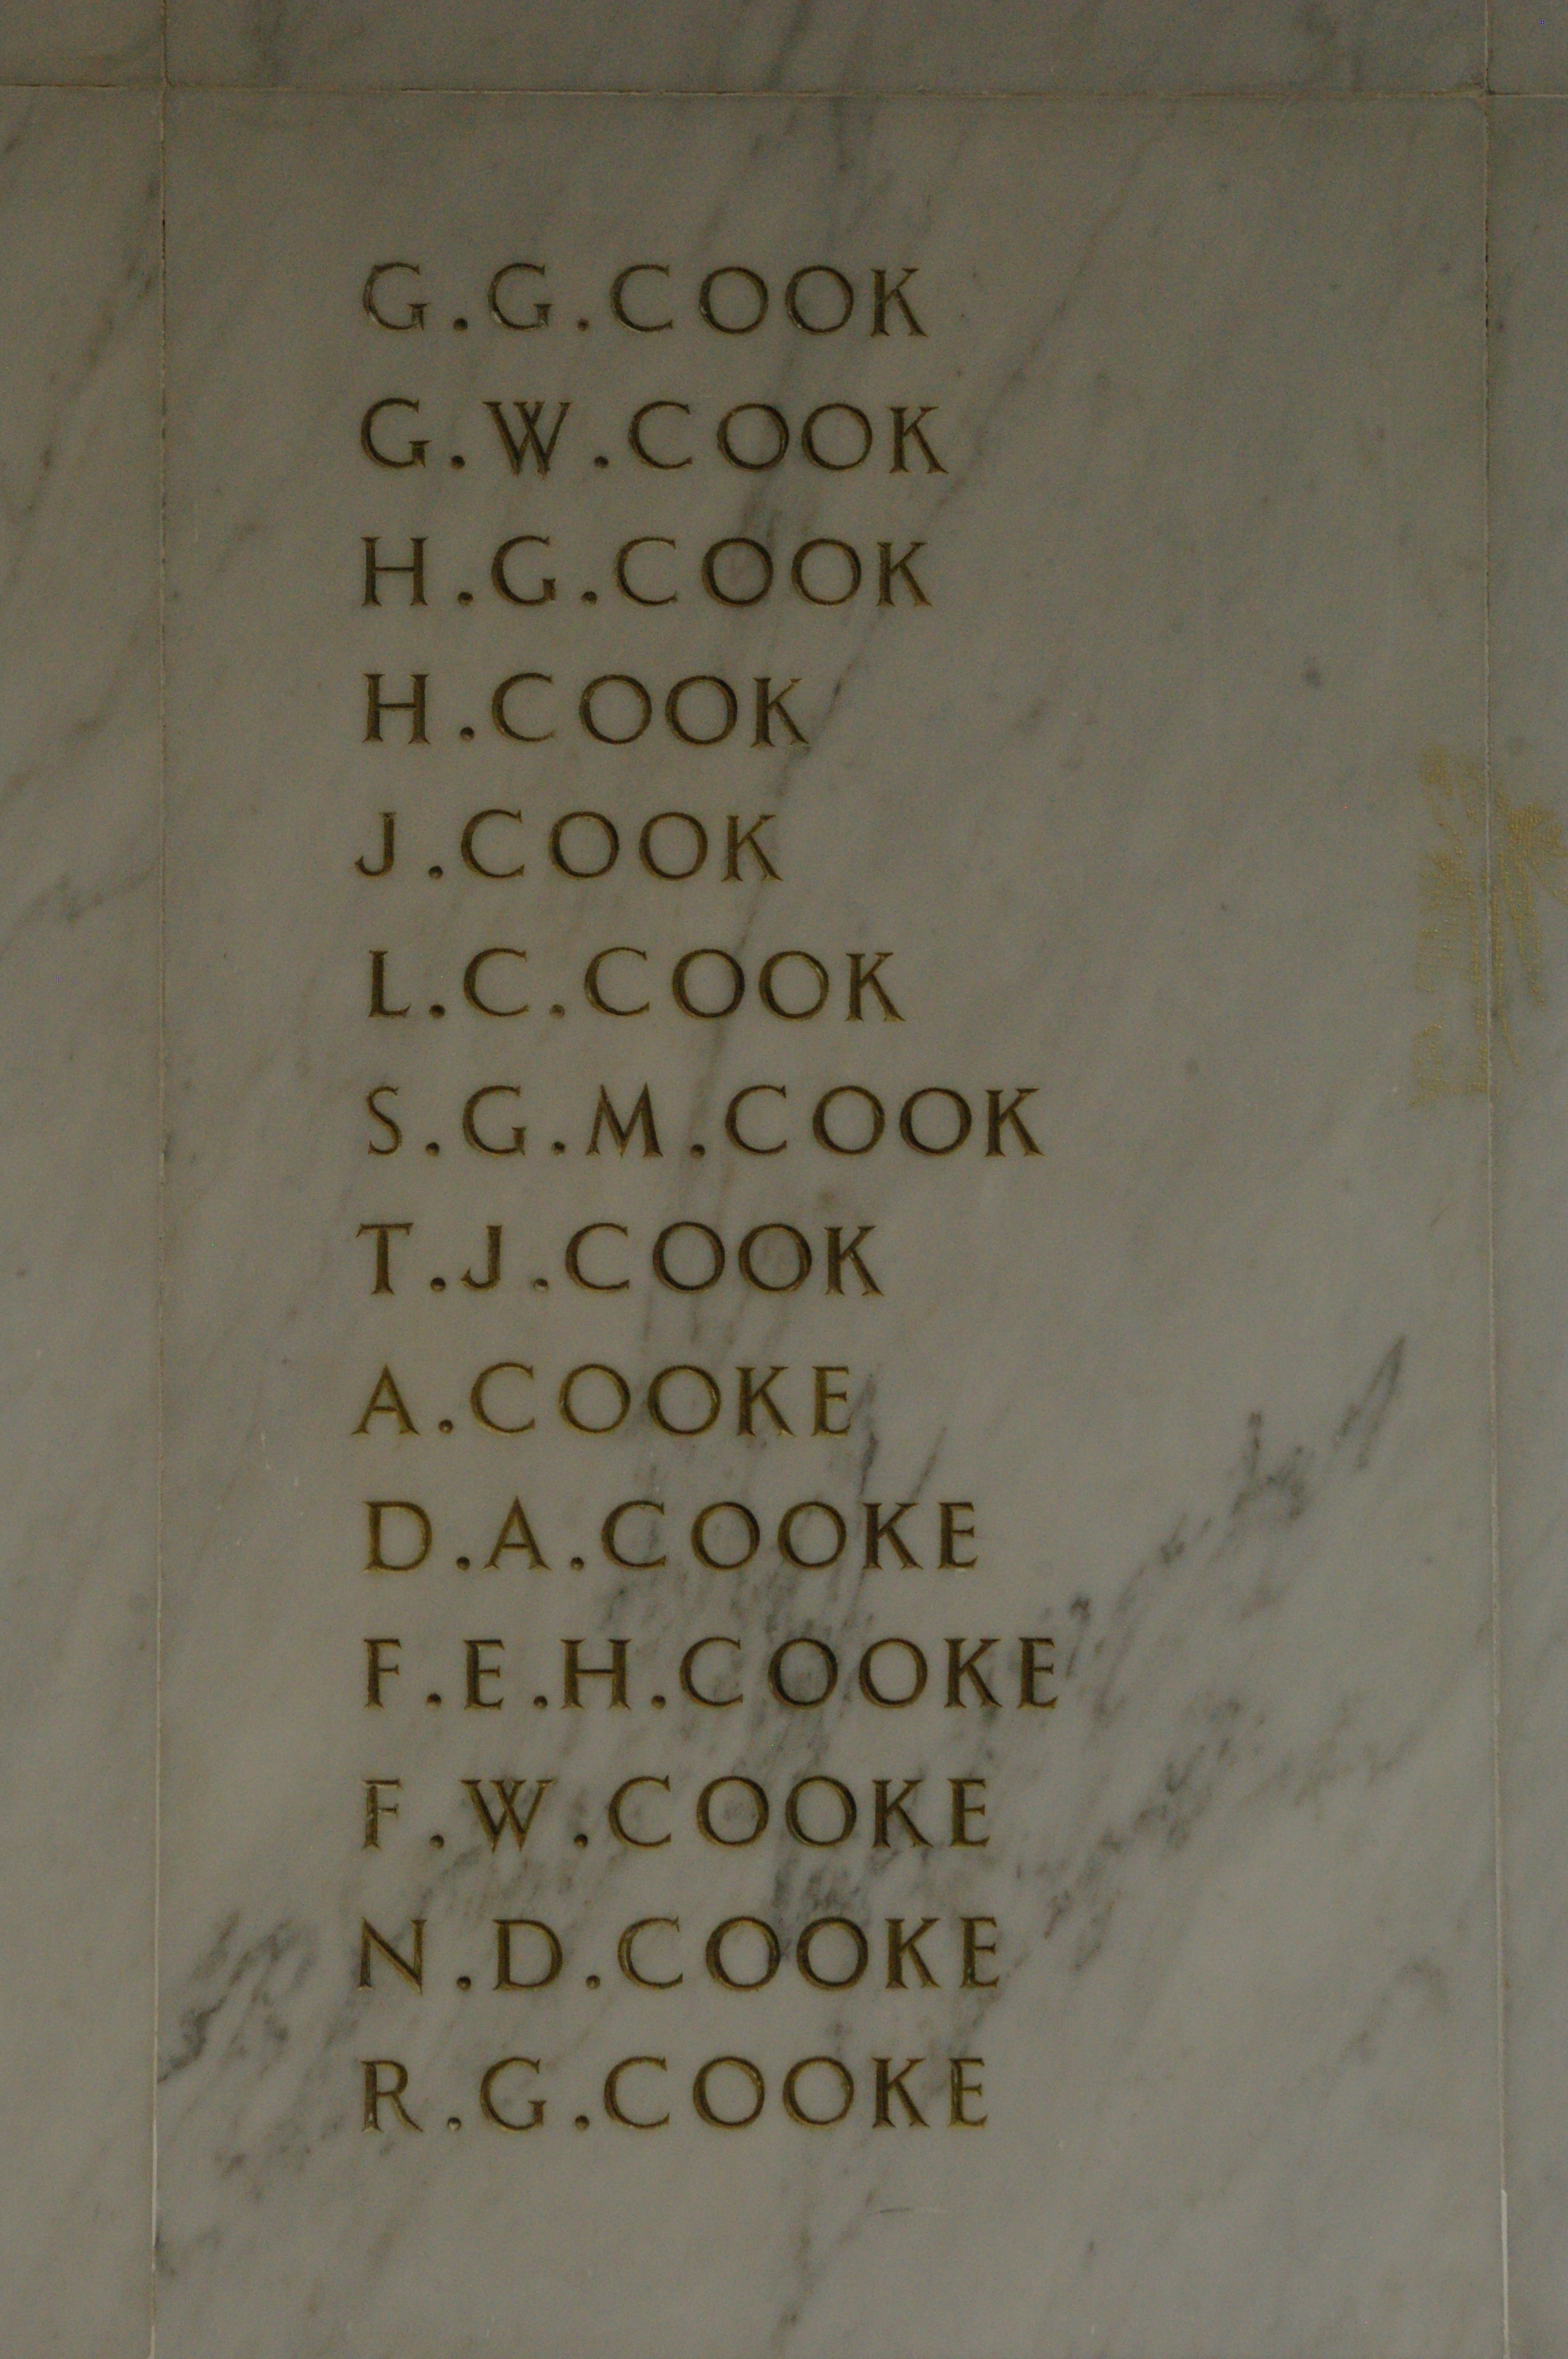 G.G.COOK
G.W.COOK
H.G.COOK
H.COOK
J.COOK
L.C.COOK
S.G.M.COOK
T.J.COOK
A.COOKE
D.A.COOKE
F.E.H.COOKE
F.W.COOKE
N.D.COOKE
R.G.COOKE